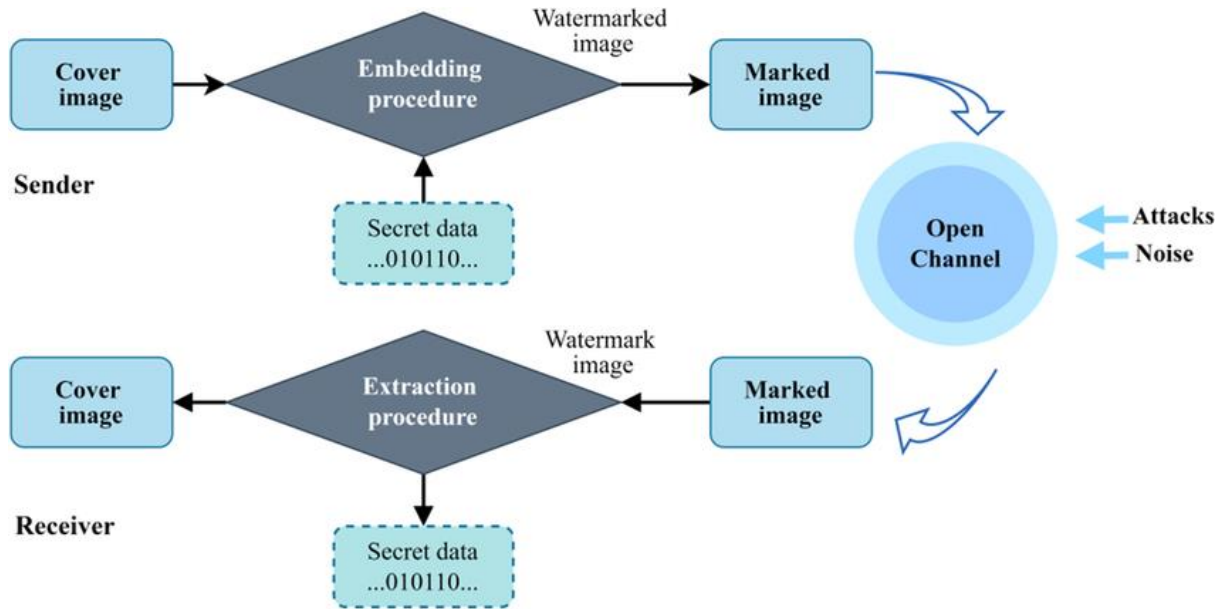 Cover
image
Embedding
procedure
Watermarked
image
Marked
image
Sender
Secret data
...010110...
Open
Channel
Attacks
Noise
Cover
image
Extraction
procedure
Watermark
image
Marked
image
Receiver
Secret data
...010110...